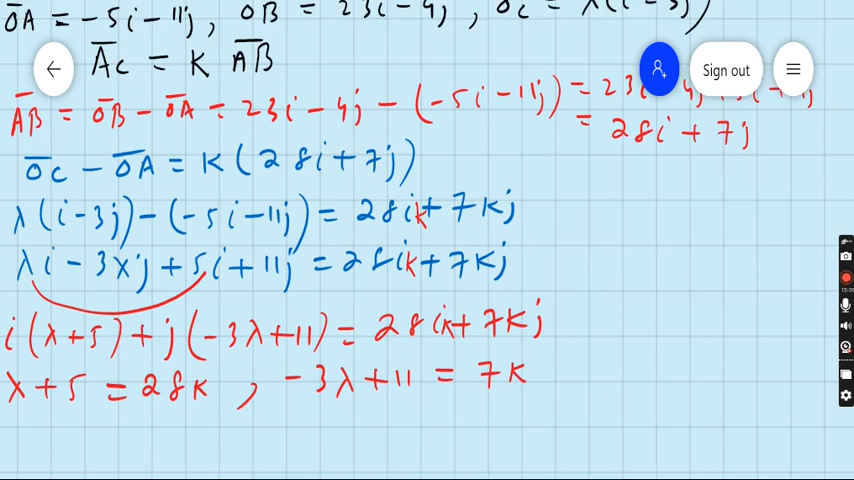 OA = -5i - 11j, OB = 23i - 4j, OC = λ(i - 3j)
AC = K AB
Sign out
AB = OB - OA = 23i - 4j - (-5i - 11j) = 23i
= 28i + 7j
OC - OA = K(28i + 7j)
λ(i - 3j) - (-5i - 11j) = 28ik + 7Kj
λi - 3λj + 5i + 11j = 28ik + 7Kj
i(λ + 5) + j(-3λ + 11) = 28ik + 7Kj
λ + 5 = 28K, -3λ + 11 = 7K